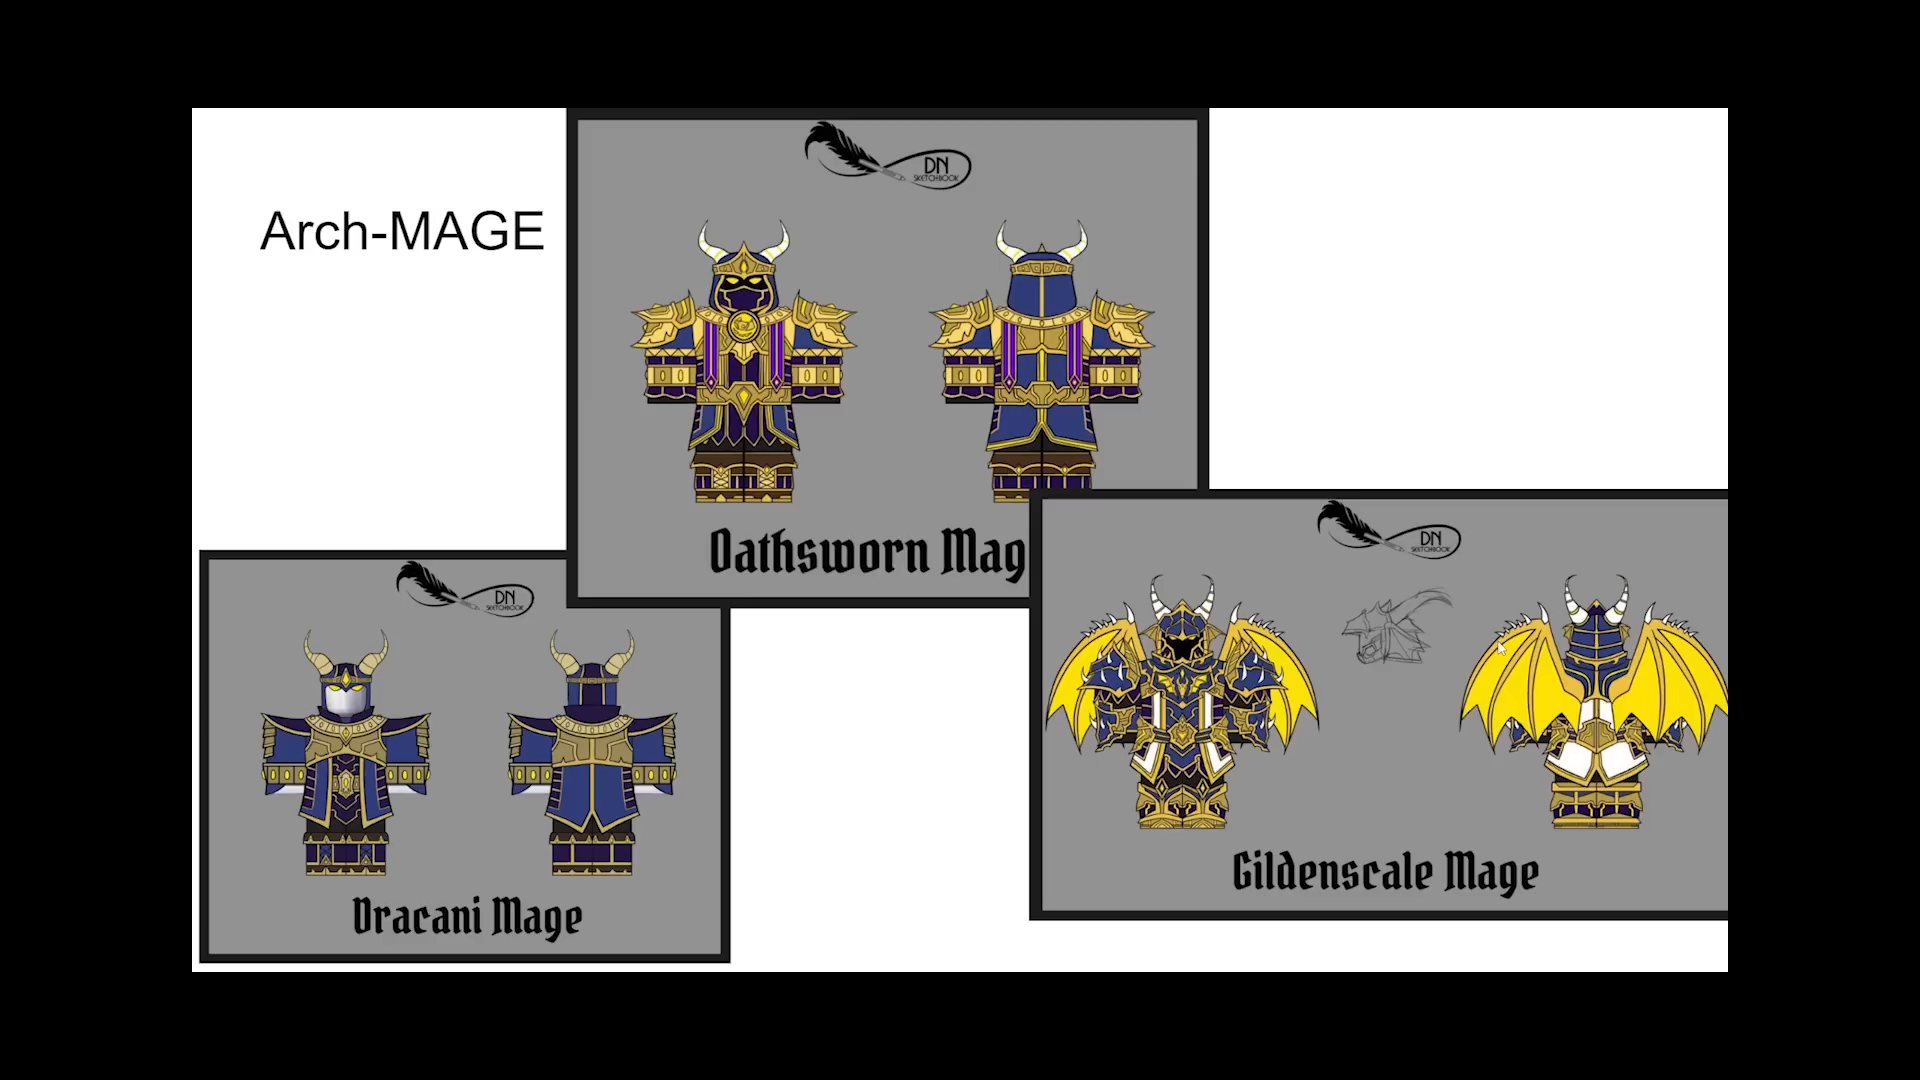 Arch-MAGE
DN
SKETCHBOOK
Oathsworn Mag
DN
SKETCHBOOK
Dracani Mage
DN
SKETCHBOOK
Gildenscale Mage